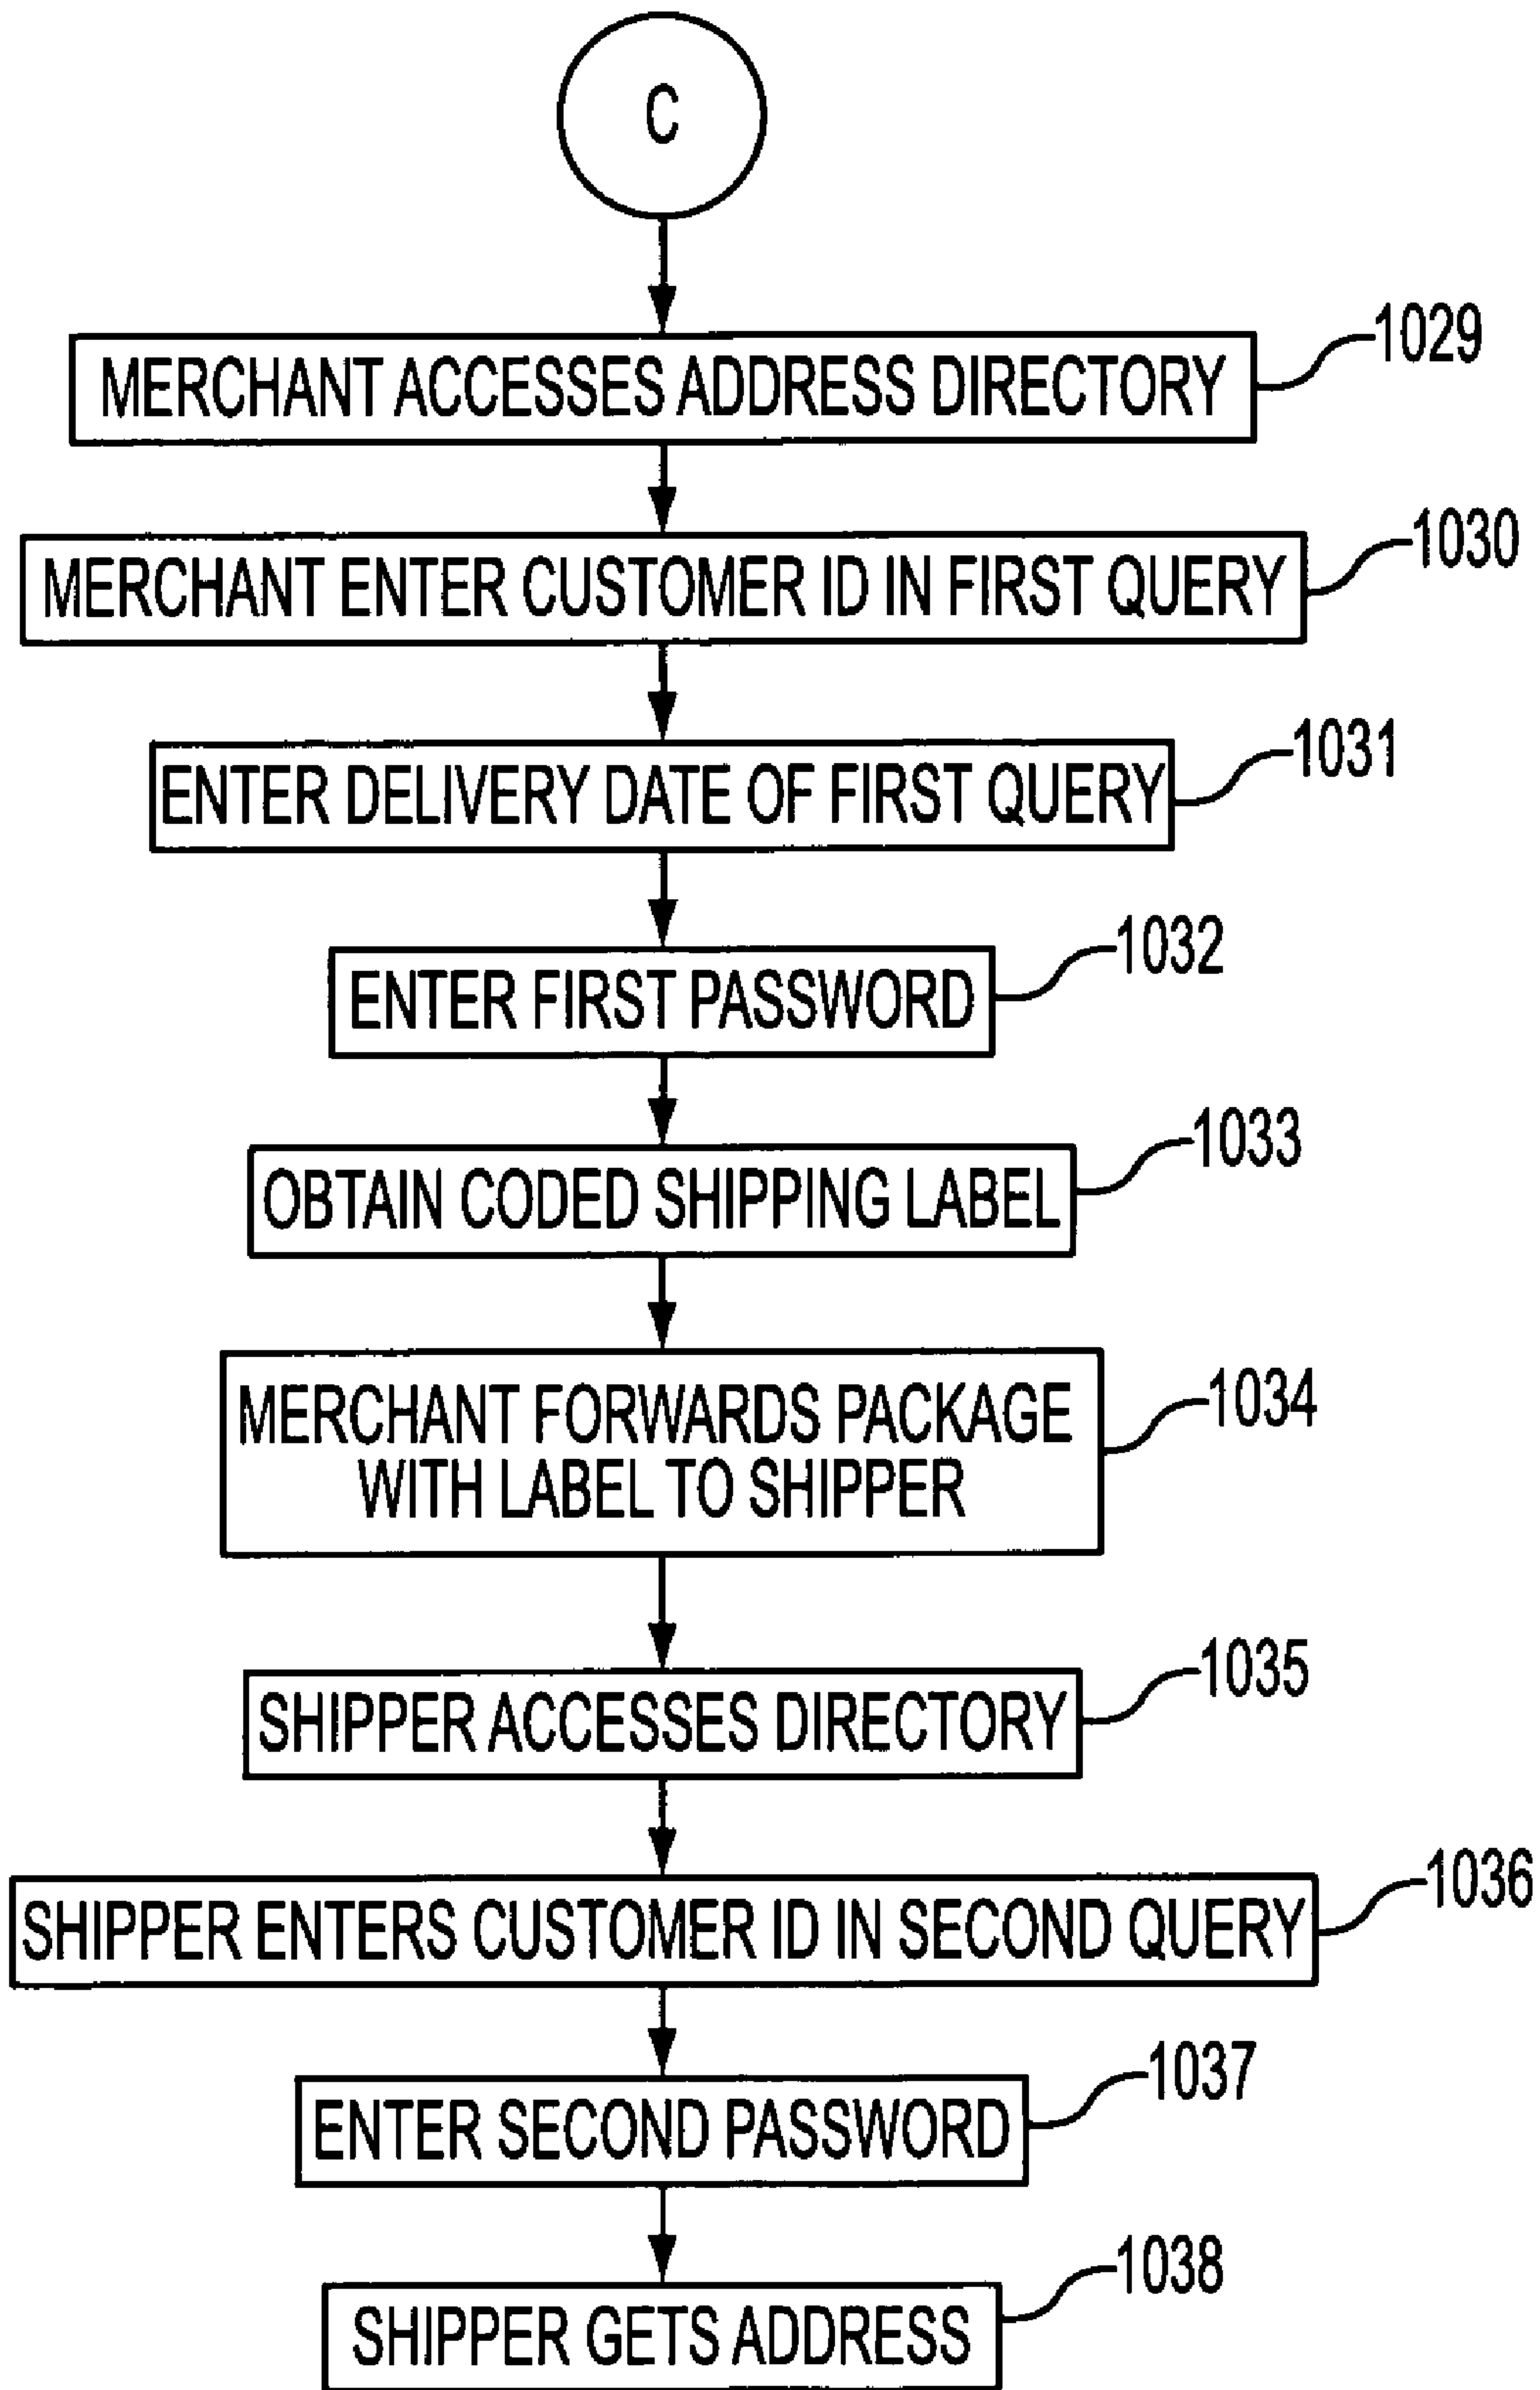 C
MERCHANT ACCESSES ADDRESS DIRECTORY
1029
MERCHANT ENTER CUSTOMER ID IN FIRST QUERY
1030
ENTER DELIVERY DATE OF FIRST QUERY
1031
ENTER FIRST PASSWORD
1032
OBTAIN CODED SHIPPING LABEL
1033
MERCHANT FORWARDS PACKAGE
WITH LABEL TO SHIPPER
1034
SHIPPER ACCESSES DIRECTORY
1035
SHIPPER ENTERS CUSTOMER ID IN SECOND QUERY
1036
ENTER SECOND PASSWORD
1037
SHIPPER GETS ADDRESS
1038